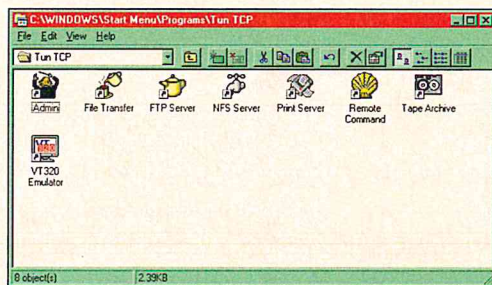 C:\WINDOWS\Start Menu\Programs\Tun TCP
File Edit View Help
Tun TCP
Admin File Transfer FTP Server NFS Server Print Server Remote Command Tape Archive
VT320 Emulator
8 object(s) 2.39KB